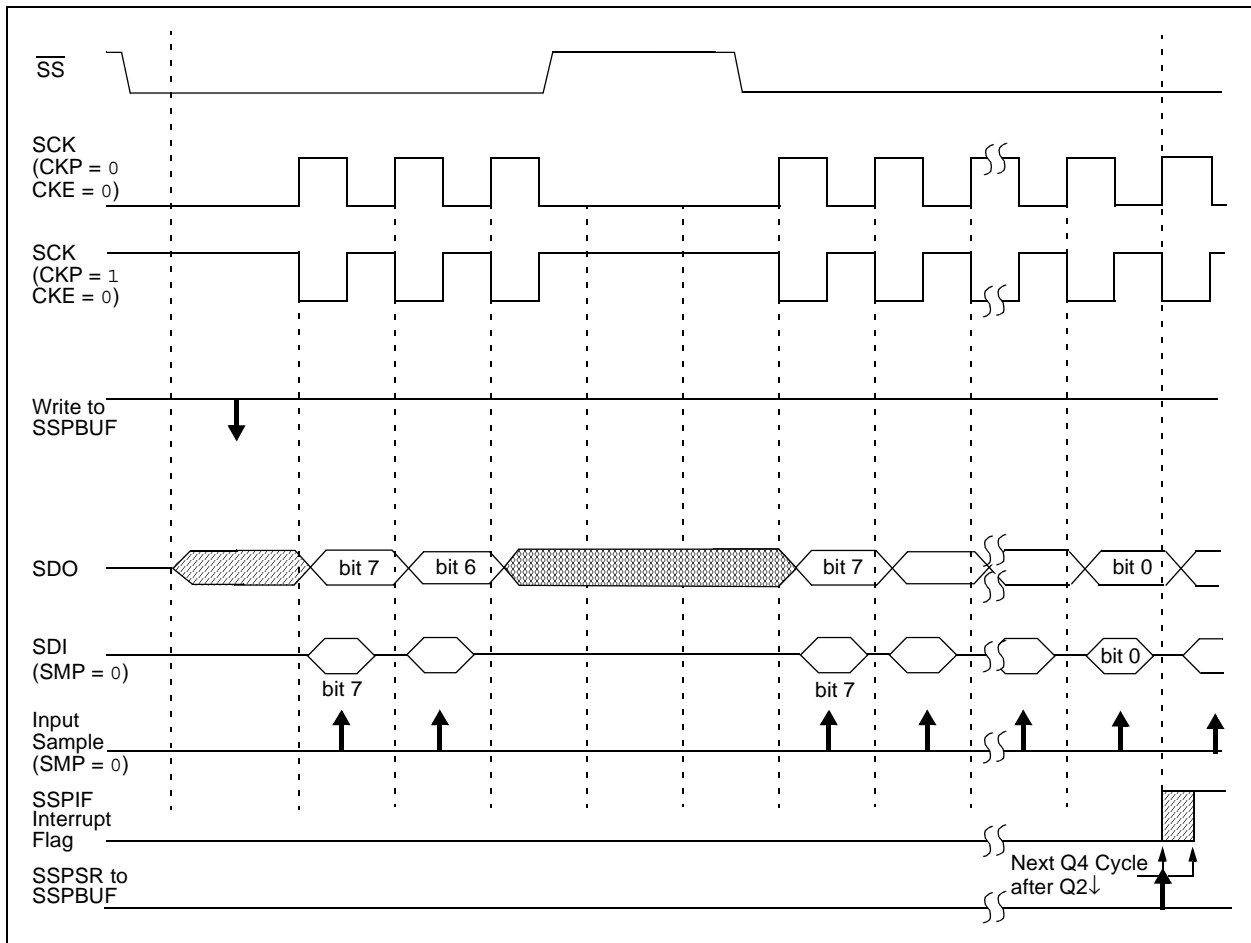 SS
SCK
(CKP = 0
CKE = 0)
SCK
(CKP = 1
CKE = 0)
Write to
SSPBUF
SDO
bit 7
bit 6
bit 7
bit 0
SDI
(SMP = 0)
bit 7
bit 7
bit 0
Input
Sample
(SMP = 0)
SSPIF
Interrupt
Flag
SSPSR to
SSPBUF
Next Q4 Cycle
after Q2↓